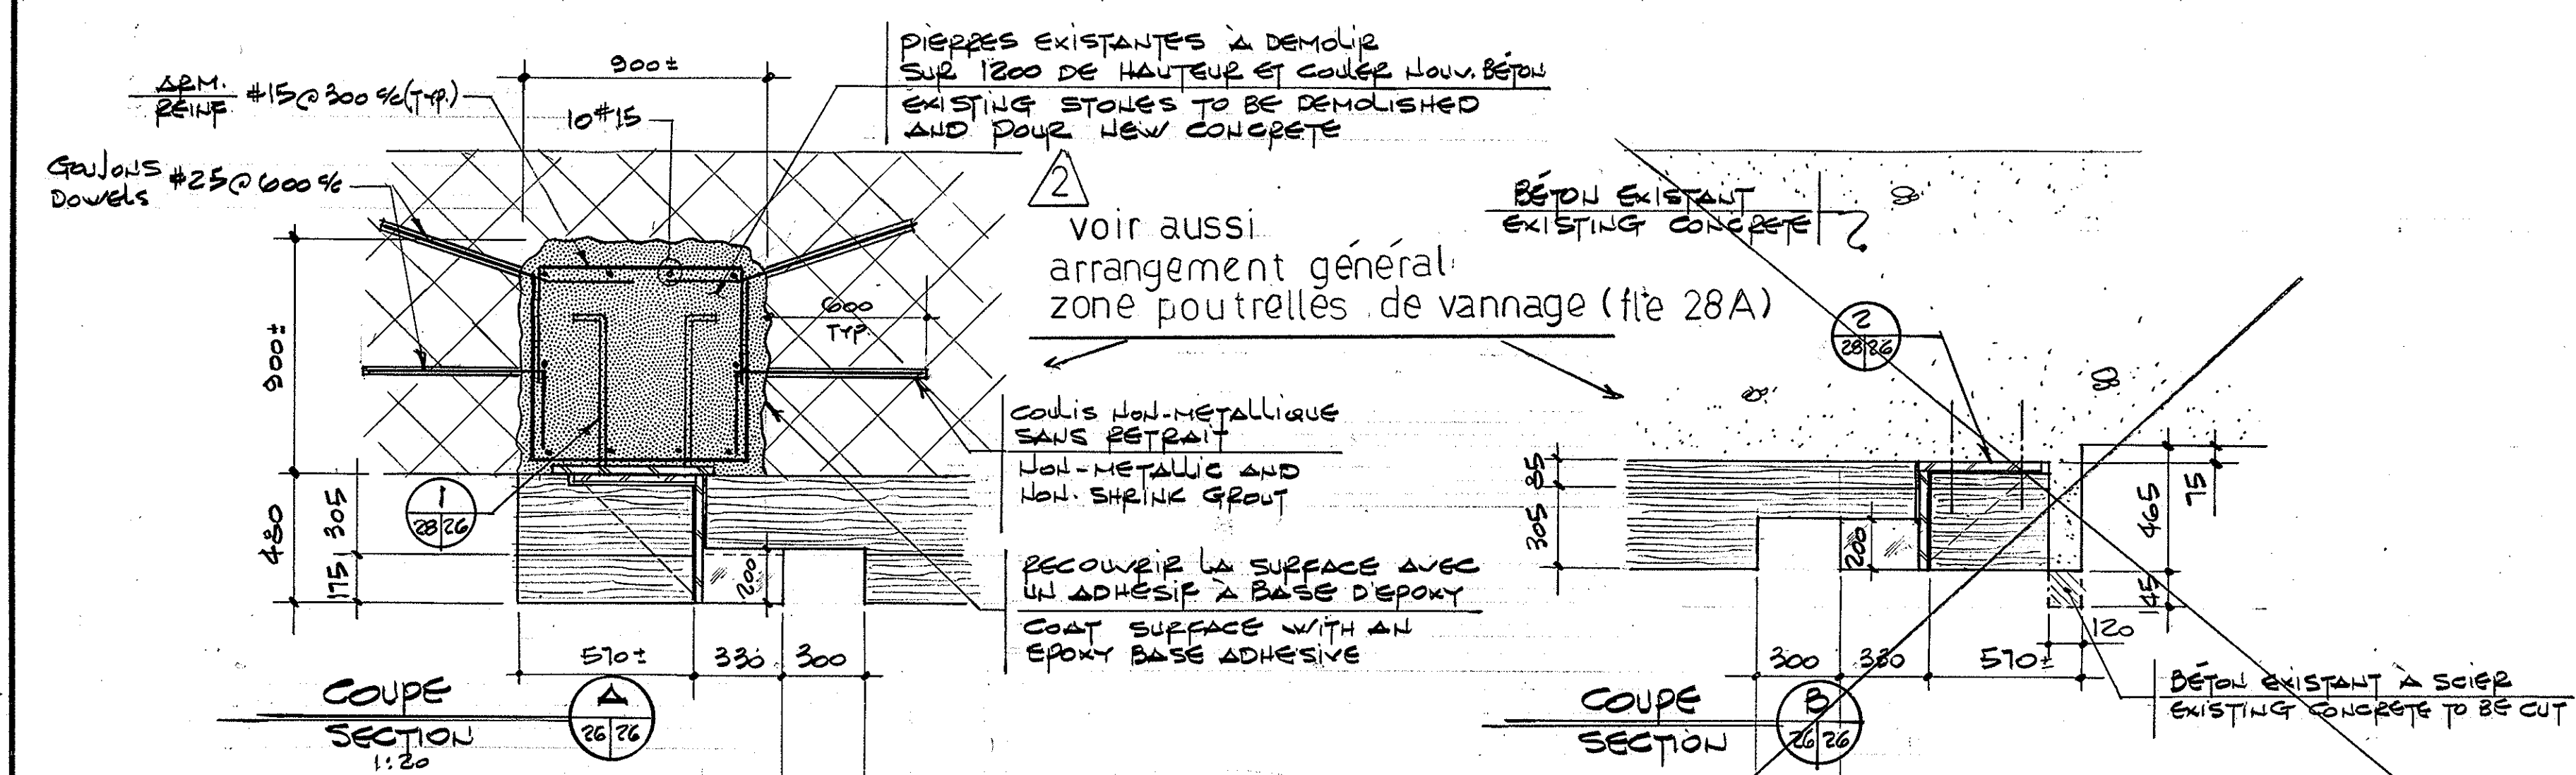 ARM.
REINF. #15@300 c/c (TYP.)
900±
10#15
PIERRES EXISTANTES À DEMOLIR
SUR 1200 DE HAUTEUR ET COULER NOUV. BÉTON
EXISTING STONES TO BE DEMOLISHED
AND POUR NEW CONCRETE
GOUJONS
DOWELS #25@600 c/c
2
voir aussi
arrangement général
zone poutrelles de vannage (fle 28A)
900±
600
TYP.
480
305
175
1
28 26
200
COULIS NON-METALLIQUE
SANS RETRAIT
NON-METALLIC AND
NON-SHRINK GROUT
RECOUVRIR LA SURFACE AVEC
UN ADHESIF À BASE D'EPOXY
COAT SURFACE WITH AN
EPOXY BASE ADHESIVE
570± 330 300
COUPE
SECTION
1:20
A
26 26
BÉTON EXISTANT
EXISTING CONCRETE
2
28 26
85
305
200
465
75
145
120
300 330 570±
COUPE
SECTION
B
26 26
BÉTON EXISTANT À SCIER
EXISTING CONCRETE TO BE CUT